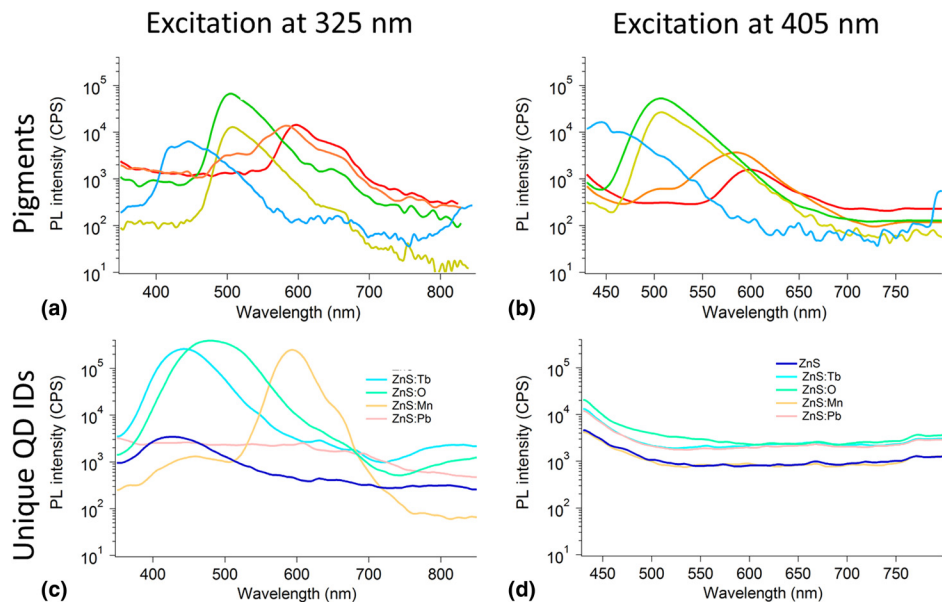 Excitation at 325 nm
Excitation at 405 nm
Pigments
PL intensity (CPS)
10^5
10^4
10^3
10^2
10^1
400 500 600 700 800
Wavelength (nm)
(a)
PL intensity (CPS)
10^5
10^4
10^3
10^2
10^1
450 500 550 600 650 700 750
Wavelength (nm)
(b)
Unique QD IDs
PL intensity (CPS)
10^5
10^4
10^3
10^2
10^1
ZnS:Tb
ZnS:O
ZnS:Mn
ZnS:Pb
400 500 600 700 800
Wavelength (nm)
(c)
PL intensity (CPS)
10^5
10^4
10^3
10^2
10^1
ZnS
ZnS:Tb
ZnS:O
ZnS:Mn
ZnS:Pb
450 500 550 600 650 700 750
Wavelength (nm)
(d)